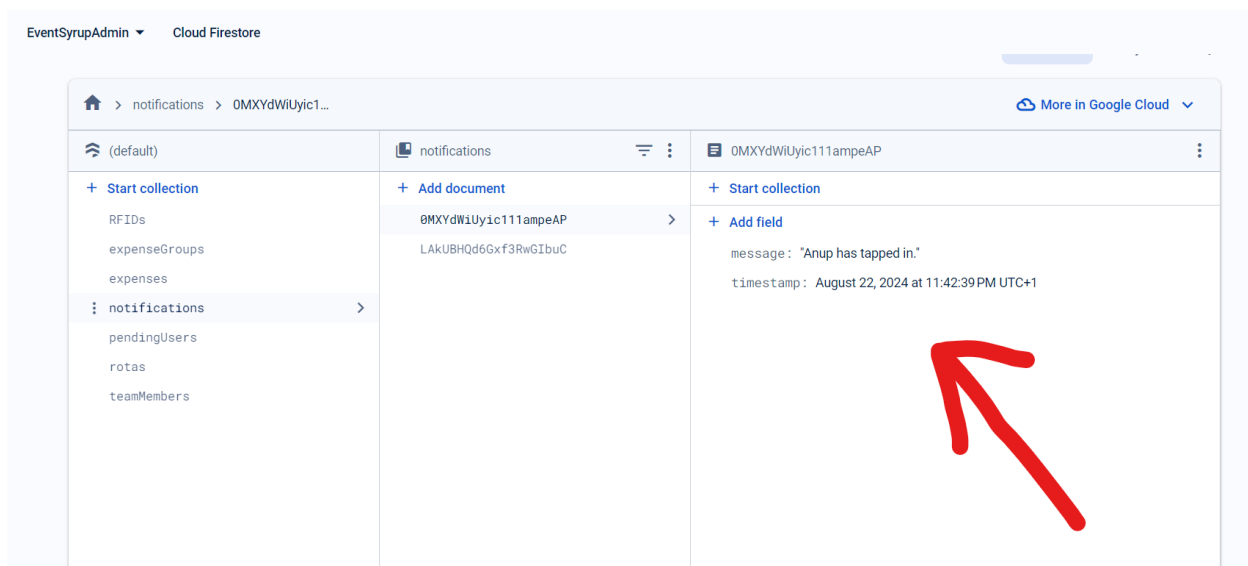 EventSyrupAdmin Cloud Firestore
notifications 0MXYdWiUyic1...
More in Google Cloud
(default)
Start collection
RFIDs
expenseGroups
expenses
notifications
pendingUsers
rotas
teamMembers
notifications
Add document
0MXYdWiUyic111ampeAP
LAkUBHQd6Gxf3RwGIbuC
0MXYdWiUyic111ampeAP
Start collection
Add field
message: "Anup has tapped in."
timestamp: August 22, 2024 at 11:42:39 PM UTC+1